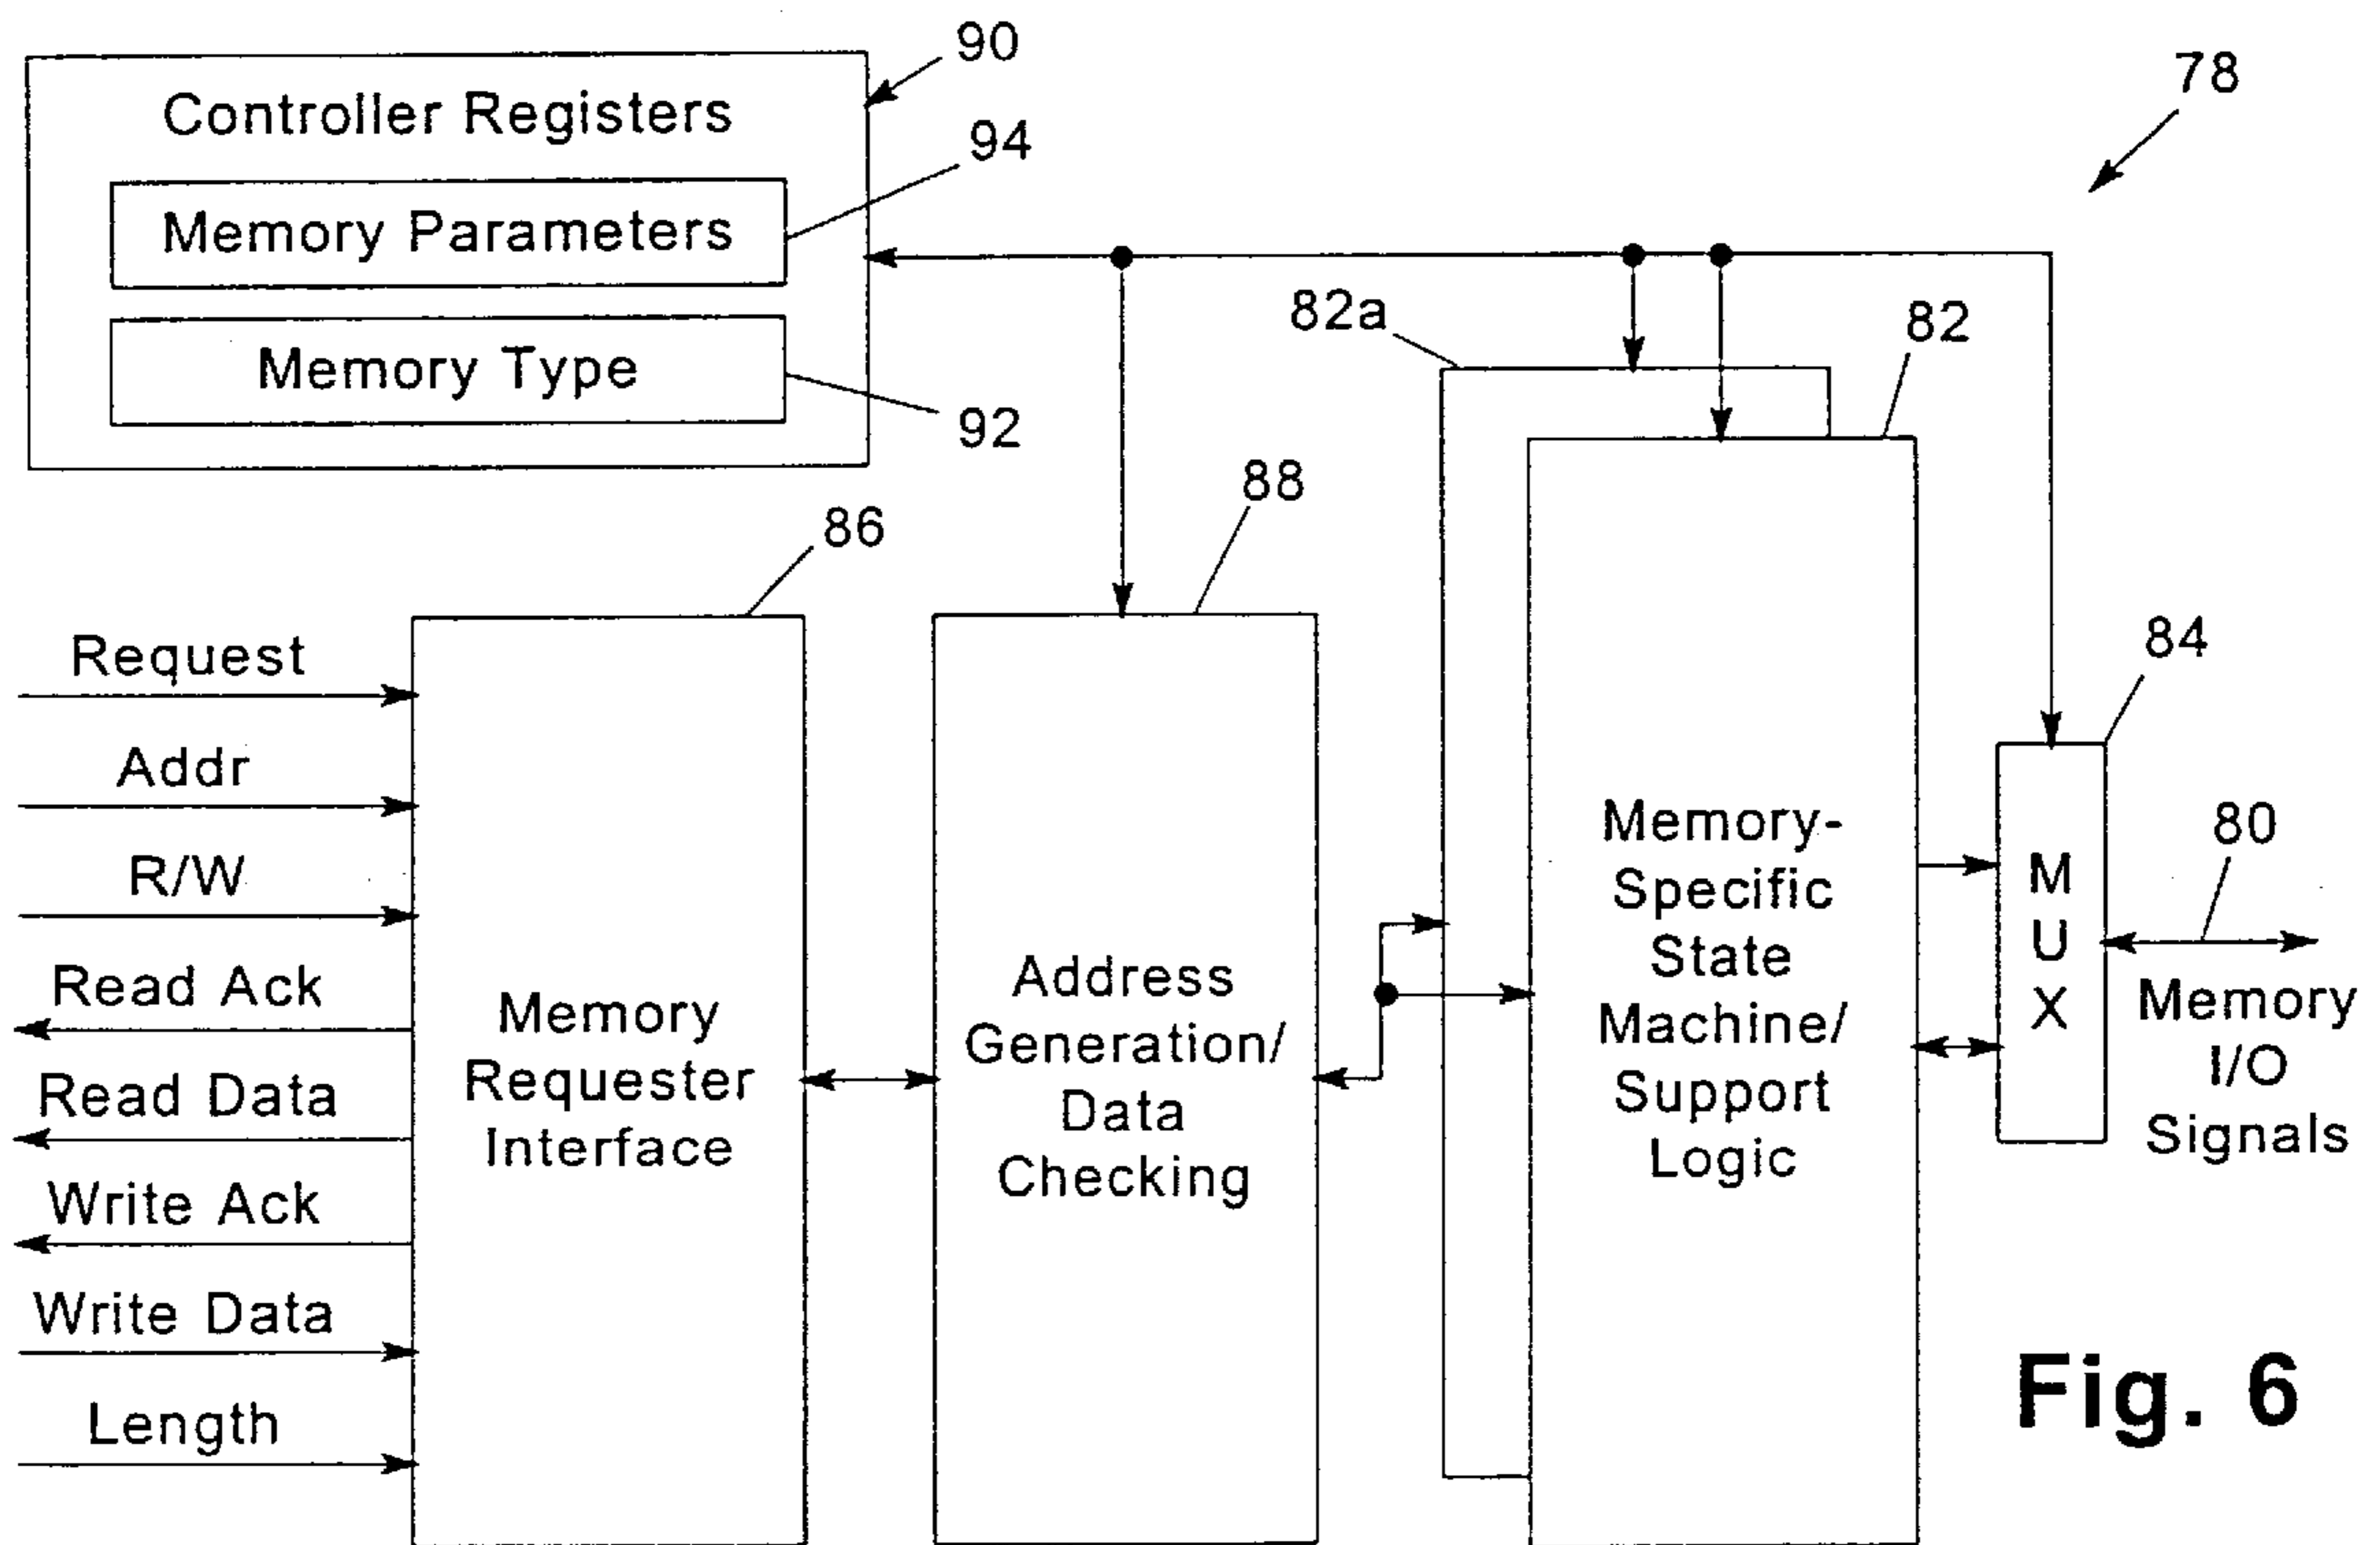 90
Controller Registers
78
94
Memory Parameters
82a
82
Memory Type
92
88
86
Request
84
Addr
R/W
Read Ack
Read Data
Write Ack
Write Data
Length
Memory
Requester
Interface
Address
Generation/
Data
Checking
Memory-
Specific
State
Machine/
Support
Logic
M
U
X
80
Memory
I/O
Signals
Fig. 6